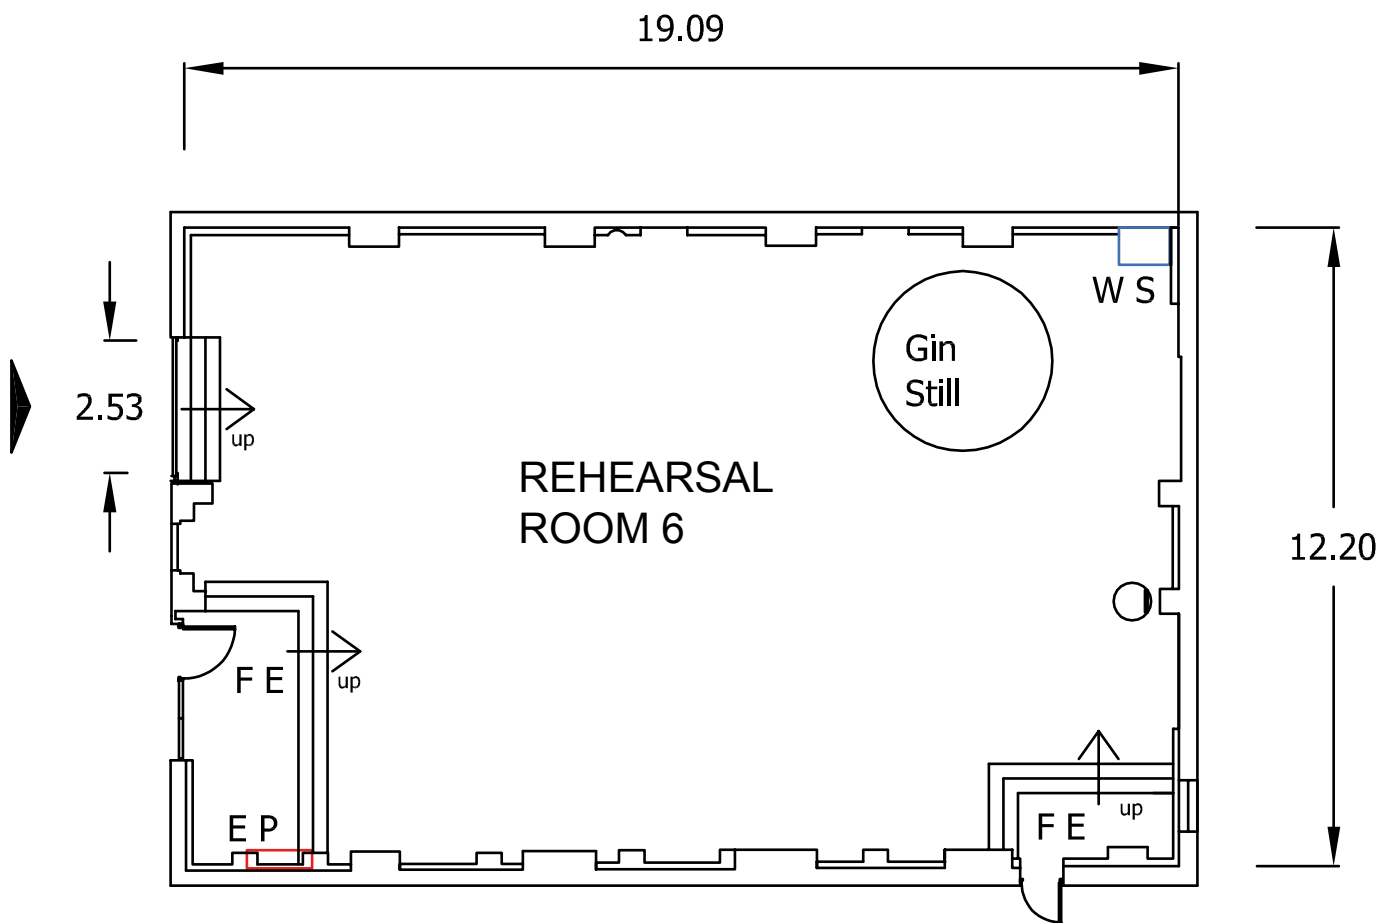 19.09
W S
Gin
Still
2.53
up
REHEARSAL
ROOM 6
12.20
F E
up
E P
F E
up